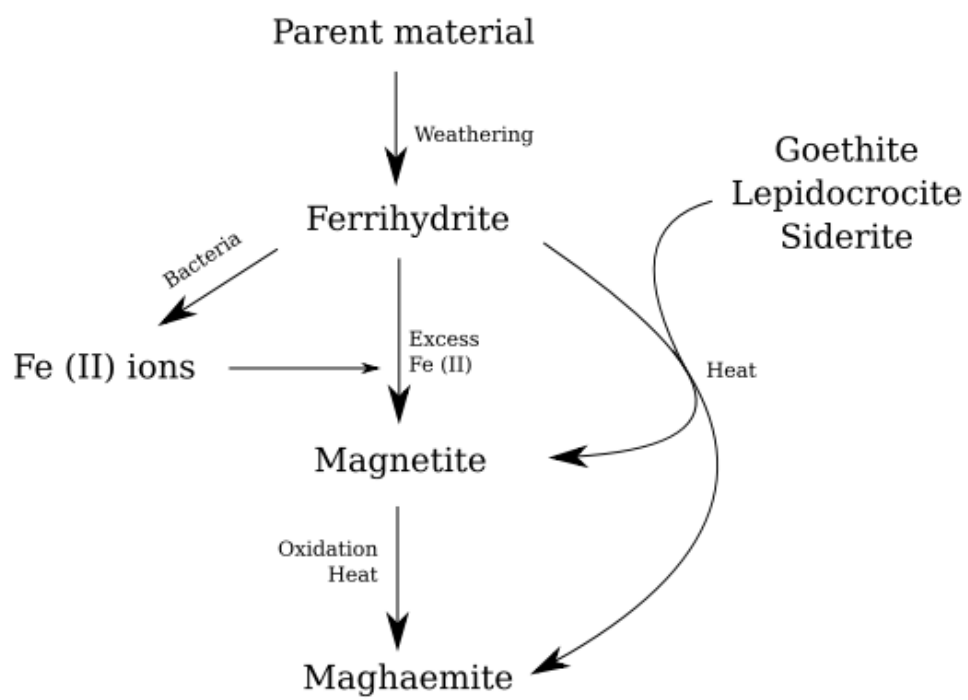 Parent material
Weathering
Goethite
Lepidocrocite
Siderite
Ferrihydrite
Bacteria
Excess
Fe (II)
Fe (II) ions
Heat
Magnetite
Oxidation
Heat
Maghaemite